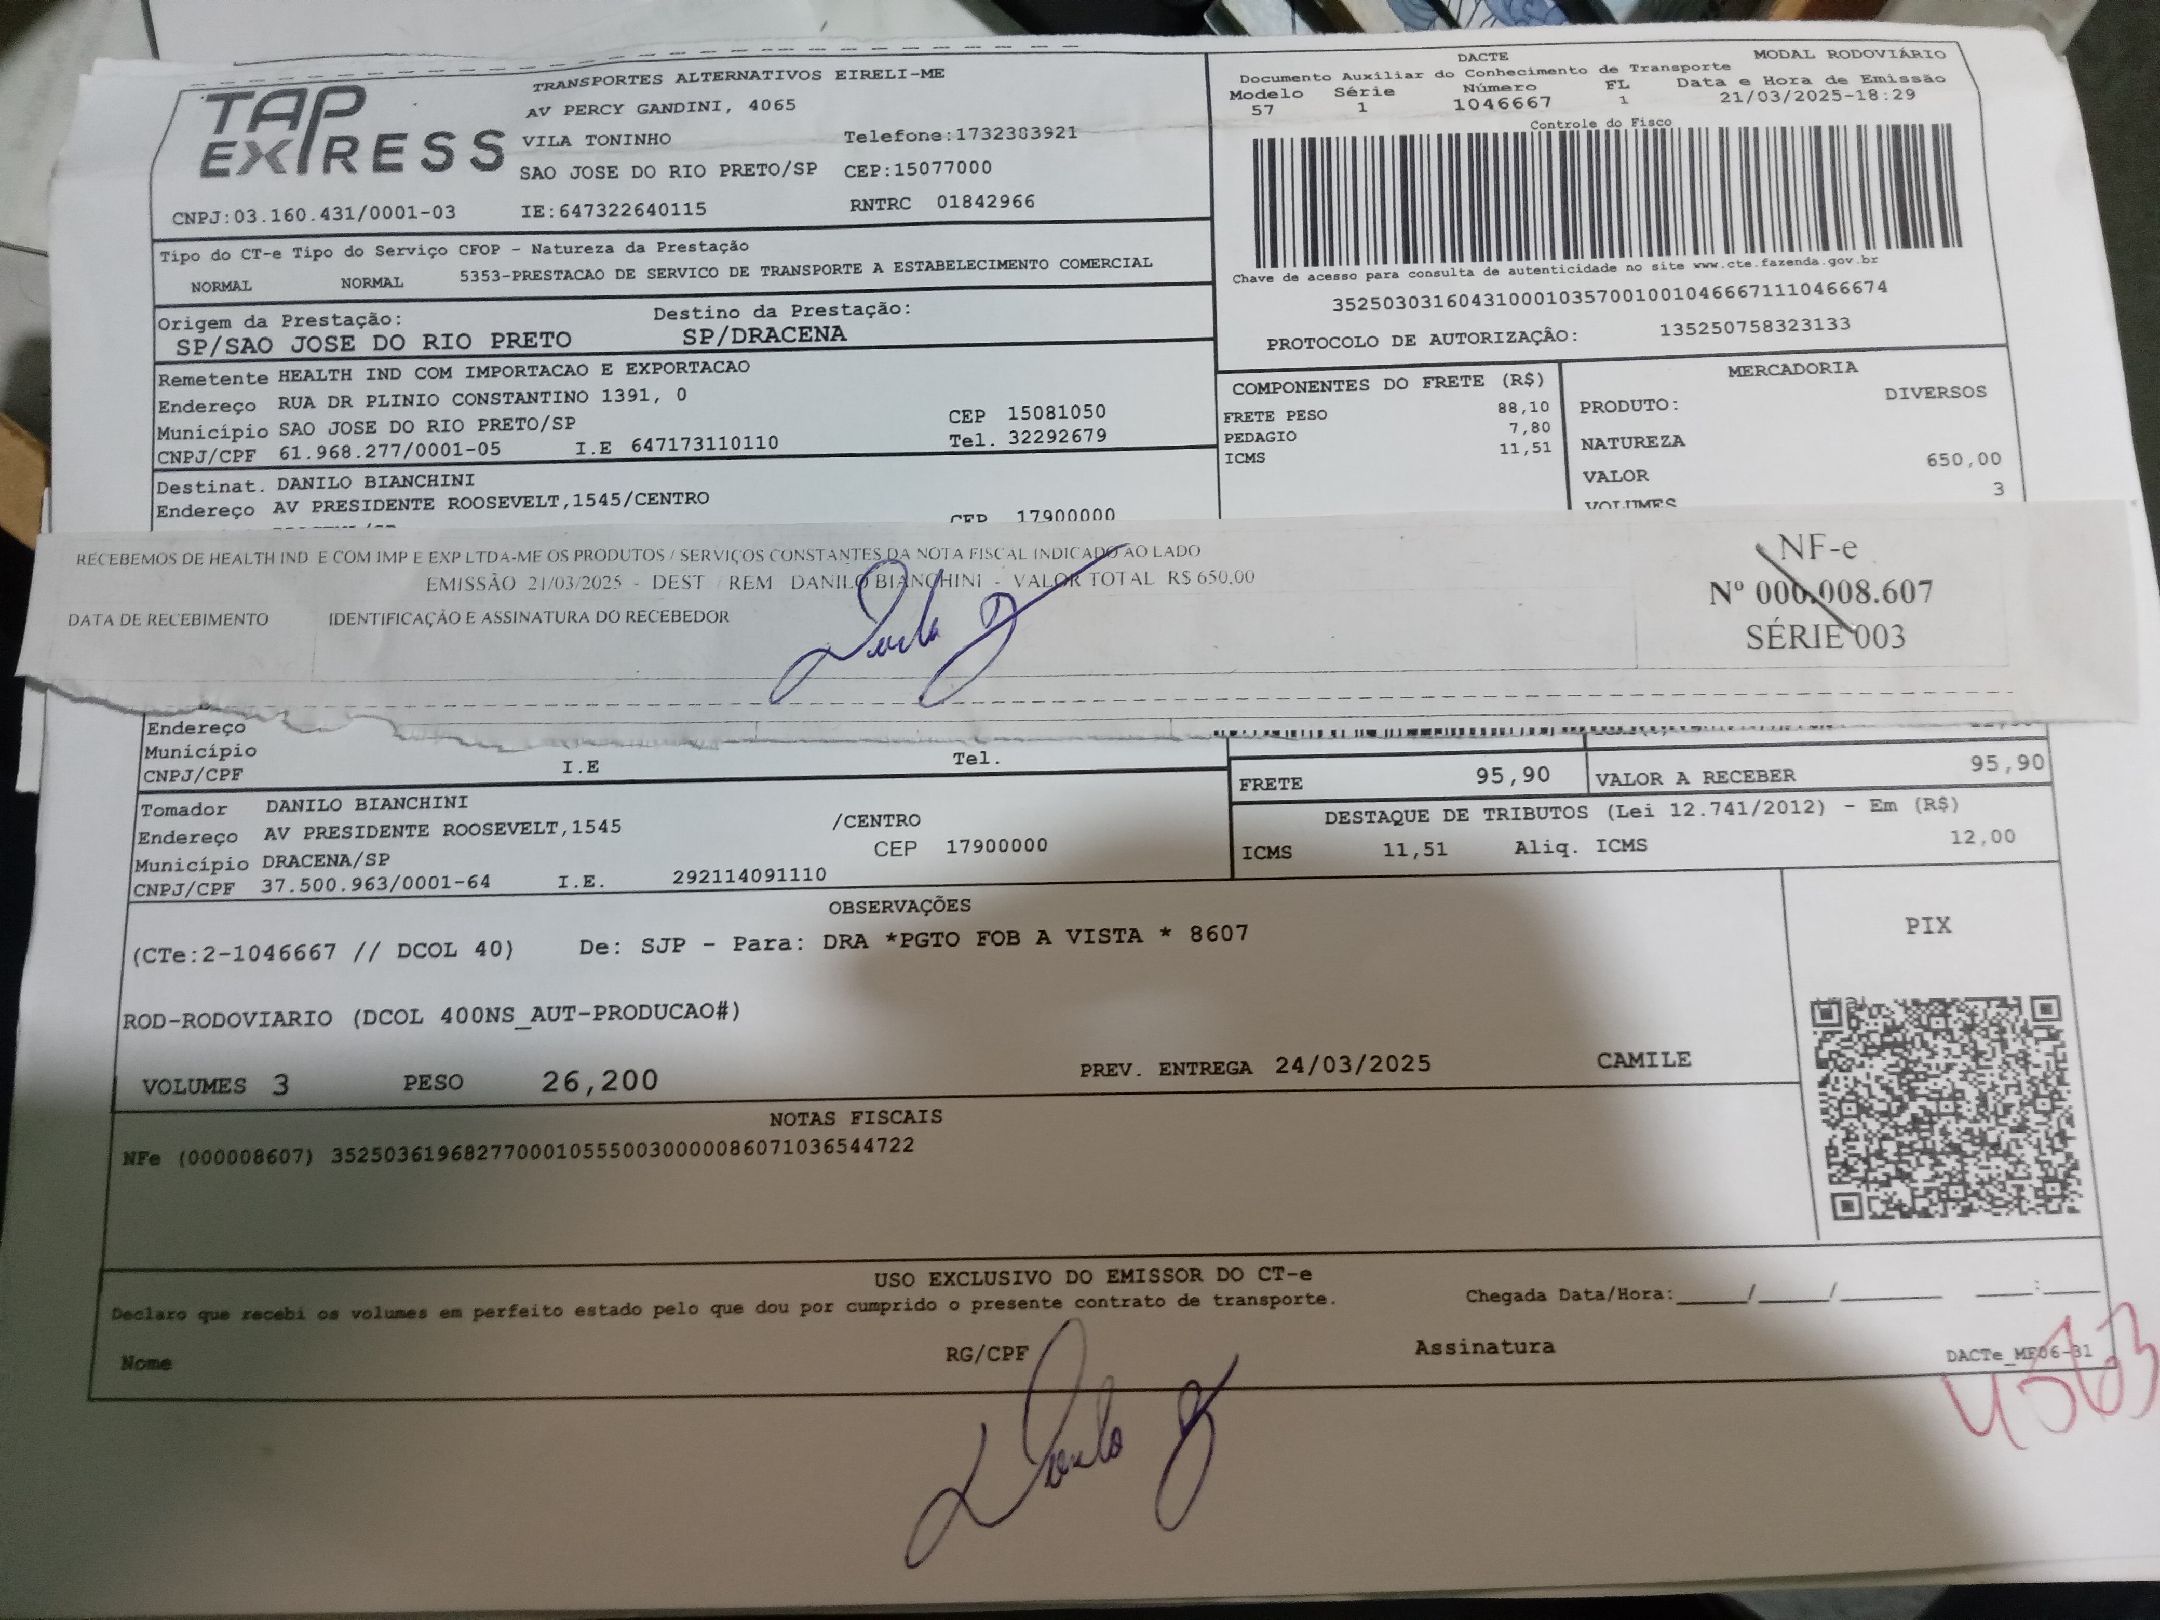 TAP EXPRESS
TRANSPORTES ALTERNATIVOS EIRELI-ME
AV PERCY GANDINI, 4065
VILA TONINHO Telefone:1732383921
SAO JOSE DO RIO PRETO/SP CEP:15077000
CNPJ:03.160.431/0001-03 IE:647322640115 RNTRC 01842966
DACTE MODAL RODOVIÁRIO
Documento Auxiliar do Conhecimento de Transporte
Modelo Série Número FL Data e Hora de Emissão
57 1 1046667 1 21/03/2025-18:29
Controle do Fisco
Chave de acesso para consulta de autenticidade no site www.cte.fazenda.gov.br
35250303160431000103570010010466671110466674
PROTOCOLO DE AUTORIZAÇÃO: 135250758323133
Tipo do CT-e Tipo do Serviço CFOP - Natureza da Prestação
NORMAL NORMAL 5353-PRESTACAO DE SERVICO DE TRANSPORTE A ESTABELECIMENTO COMERCIAL
Origem da Prestação: Destino da Prestação:
SP/SAO JOSE DO RIO PRETO SP/DRACENA
Remetente HEALTH IND COM IMPORTACAO E EXPORTACAO
Endereço RUA DR PLINIO CONSTANTINO 1391, 0
Município SAO JOSE DO RIO PRETO/SP CEP 15081050
CNPJ/CPF 61.968.277/0001-05 I.E 647173110110 Tel. 32292679
Destinat. DANILO BIANCHINI
Endereço AV PRESIDENTE ROOSEVELT,1545/CENTRO
CEP 17900000
COMPONENTES DO FRETE (R$)
FRETE PESO 88,10
PEDAGIO 7,80
ICMS 11,51
MERCADORIA
PRODUTO: DIVERSOS
NATUREZA
VALOR 650,00
VOLUMES 3
RECEBEMOS DE HEALTH IND E COM IMP E EXP LTDA-ME OS PRODUTOS / SERVIÇOS CONSTANTES DA NOTA FISCAL INDICADO AO LADO
EMISSÃO 21/03/2025 - DEST / REM DANILO BIANCHINI - VALOR TOTAL R$ 650,00
DATA DE RECEBIMENTO IDENTIFICAÇÃO E ASSINATURA DO RECEBEDOR
NF-e
Nº 000.008.607
SÉRIE 003
Endereço
Município
CNPJ/CPF I.E Tel.
FRETE 95,90 VALOR A RECEBER 95,90
Tomador DANILO BIANCHINI
Endereço AV PRESIDENTE ROOSEVELT,1545 /CENTRO
Município DRACENA/SP CEP 17900000
CNPJ/CPF 37.500.963/0001-64 I.E. 292114091110
DESTAQUE DE TRIBUTOS (Lei 12.741/2012) - Em (R$)
ICMS 11,51 Aliq. ICMS 12,00
OBSERVAÇÕES
(CTe:2-1046667 // DCOL 40) De: SJP - Para: DRA *PGTO FOB A VISTA * 8607
ROD-RODOVIARIO (DCOL 400NS_AUT-PRODUCAO#)
VOLUMES 3 PESO 26,200 PREV. ENTREGA 24/03/2025 CAMILE
PIX
NOTAS FISCAIS
NFe (000008607) 35250361968277000105550030000086071036544722
USO EXCLUSIVO DO EMISSOR DO CT-e
Declaro que recebi os volumes em perfeito estado pelo que dou por cumprido o presente contrato de transporte.
Chegada Data/Hora:_____/_____/_______ ____:____
Nome RG/CPF Assinatura